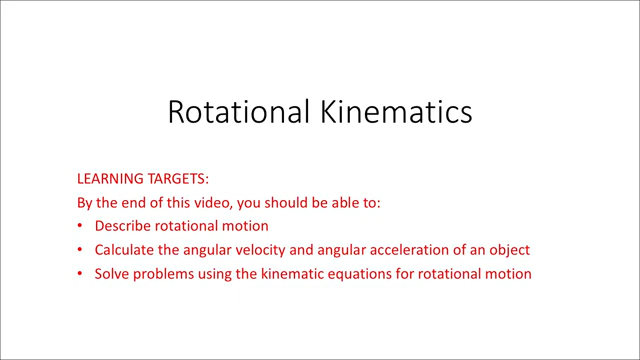 Rotational Kinematics
LEARNING TARGETS:
By the end of this video, you should be able to:
• Describe rotational motion
• Calculate the angular velocity and angular acceleration of an object
• Solve problems using the kinematic equations for rotational motion